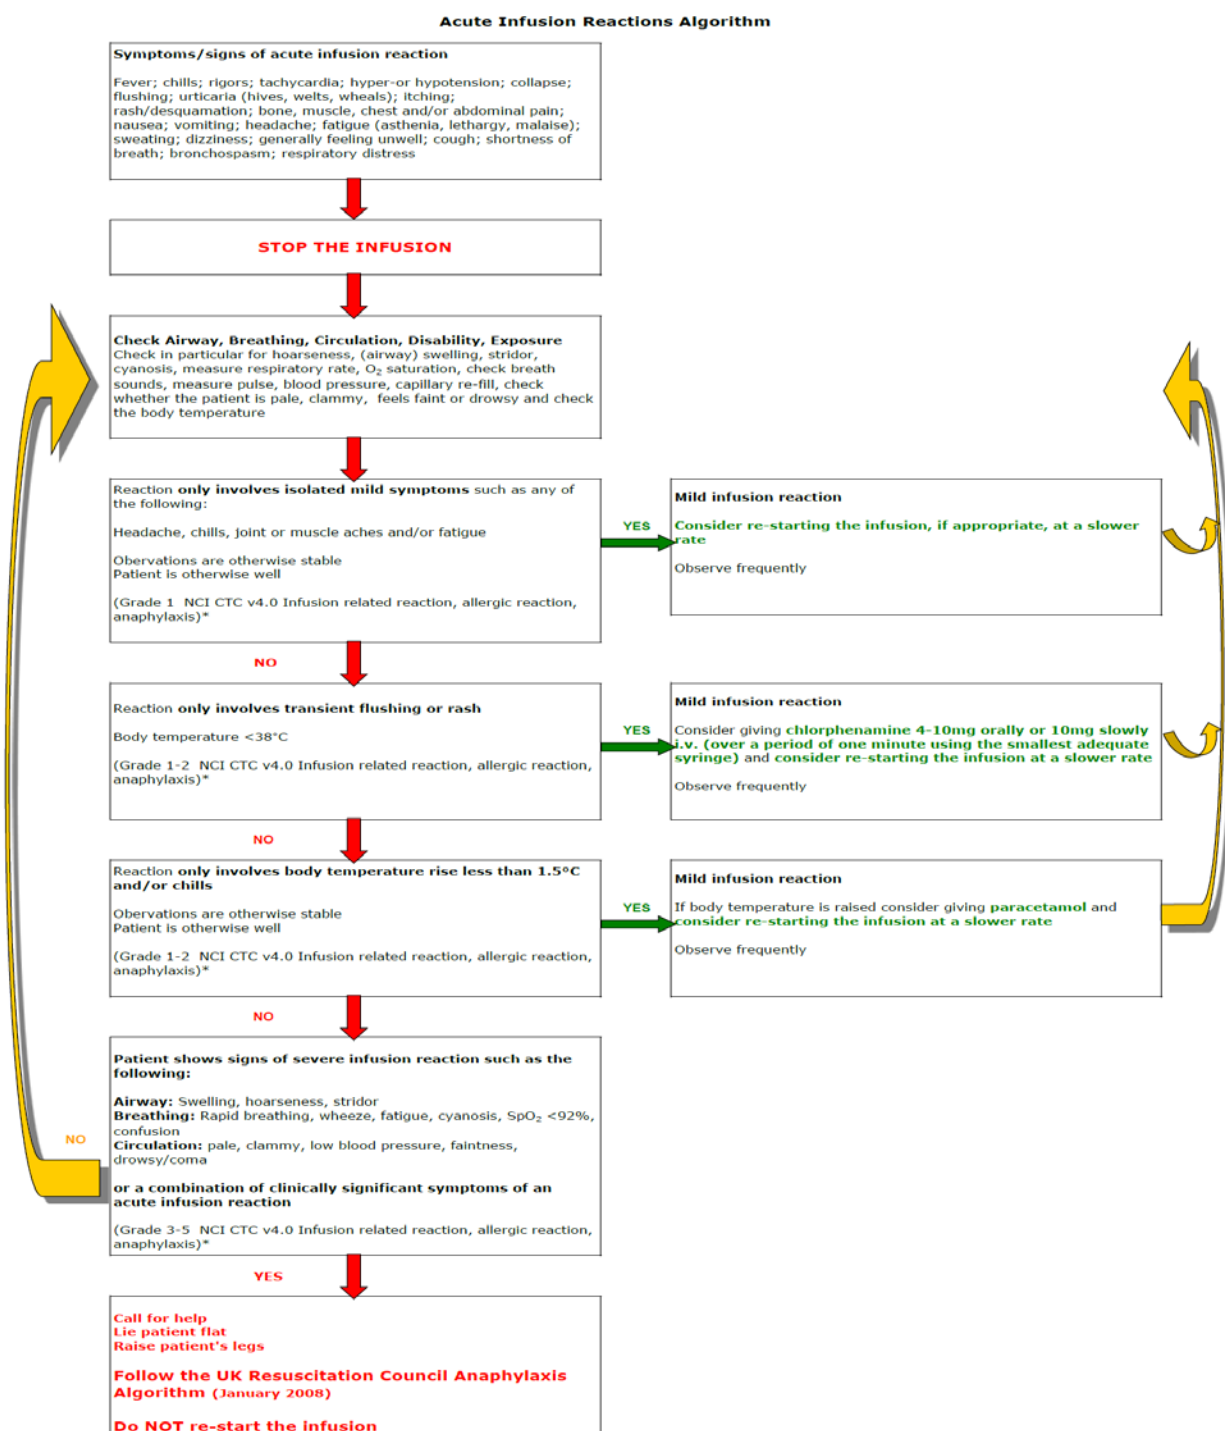 Acute Infusion Reactions Algorithm
Symptoms/signs of acute infusion reaction
Fever; chills; rigors; tachycardia; hyper-or hypotension; collapse;
flushing; urticaria (hives, welts, wheals); itching;
rash/desquamation; bone, muscle, chest and/or abdominal pain;
nausea; vomiting; headache; fatigue (asthenia, lethargy, malaise);
sweating; dizziness; generally feeling unwell; cough; shortness of
breath; bronchospasm; respiratory distress
STOP THE INFUSION
Check Airway, Breathing, Circulation, Disability, Exposure
Check in particular for hoarseness, (airway) swelling, stridor,
cyanosis, measure respiratory rate, O₂ saturation, check breath
sounds, measure pulse, blood pressure, capillary re-fill, check
whether the patient is pale, clammy, feels faint or drowsy and check
the body temperature
Reaction only involves isolated mild symptoms such as any of
the following:
Headache, chills, joint or muscle aches and/or fatigue
Obervations are otherwise stable
Patient is otherwise well
(Grade 1 NCI CTC v4.0 Infusion related reaction, allergic reaction,
anaphylaxis)*
YES
Mild infusion reaction
Consider re-starting the infusion, if appropriate, at a slower
rate
Observe frequently
NO
Reaction only involves transient flushing or rash
Body temperature <38°C
(Grade 1-2 NCI CTC v4.0 Infusion related reaction, allergic reaction,
anaphylaxis)*
YES
Mild infusion reaction
Consider giving chlorphenamine 4-10mg orally or 10mg slowly
i.v. (over a period of one minute using the smallest adequate
syringe) and consider re-starting the infusion at a slower rate
Observe frequently
NO
Reaction only involves body temperature rise less than 1.5°C
and/or chills
Obervations are otherwise stable
Patient is otherwise well
(Grade 1-2 NCI CTC v4.0 Infusion related reaction, allergic reaction,
anaphylaxis)*
YES
Mild infusion reaction
If body temperature is raised consider giving paracetamol and
consider re-starting the infusion at a slower rate
Observe frequently
NO
Patient shows signs of severe infusion reaction such as the
following:
Airway: Swelling, hoarseness, stridor
Breathing: Rapid breathing, wheeze, fatigue, cyanosis, SpO₂ <92%,
confusion
Circulation: pale, clammy, low blood pressure, faintness,
drowsy/coma
or a combination of clinically significant symptoms of an
acute infusion reaction
(Grade 3-5 NCI CTC v4.0 Infusion related reaction, allergic reaction,
anaphylaxis)*
NO
YES
Call for help
Lie patient flat
Raise patient's legs
Follow the UK Resuscitation Council Anaphylaxis
Algorithm (January 2008)
Do NOT re-start the infusion